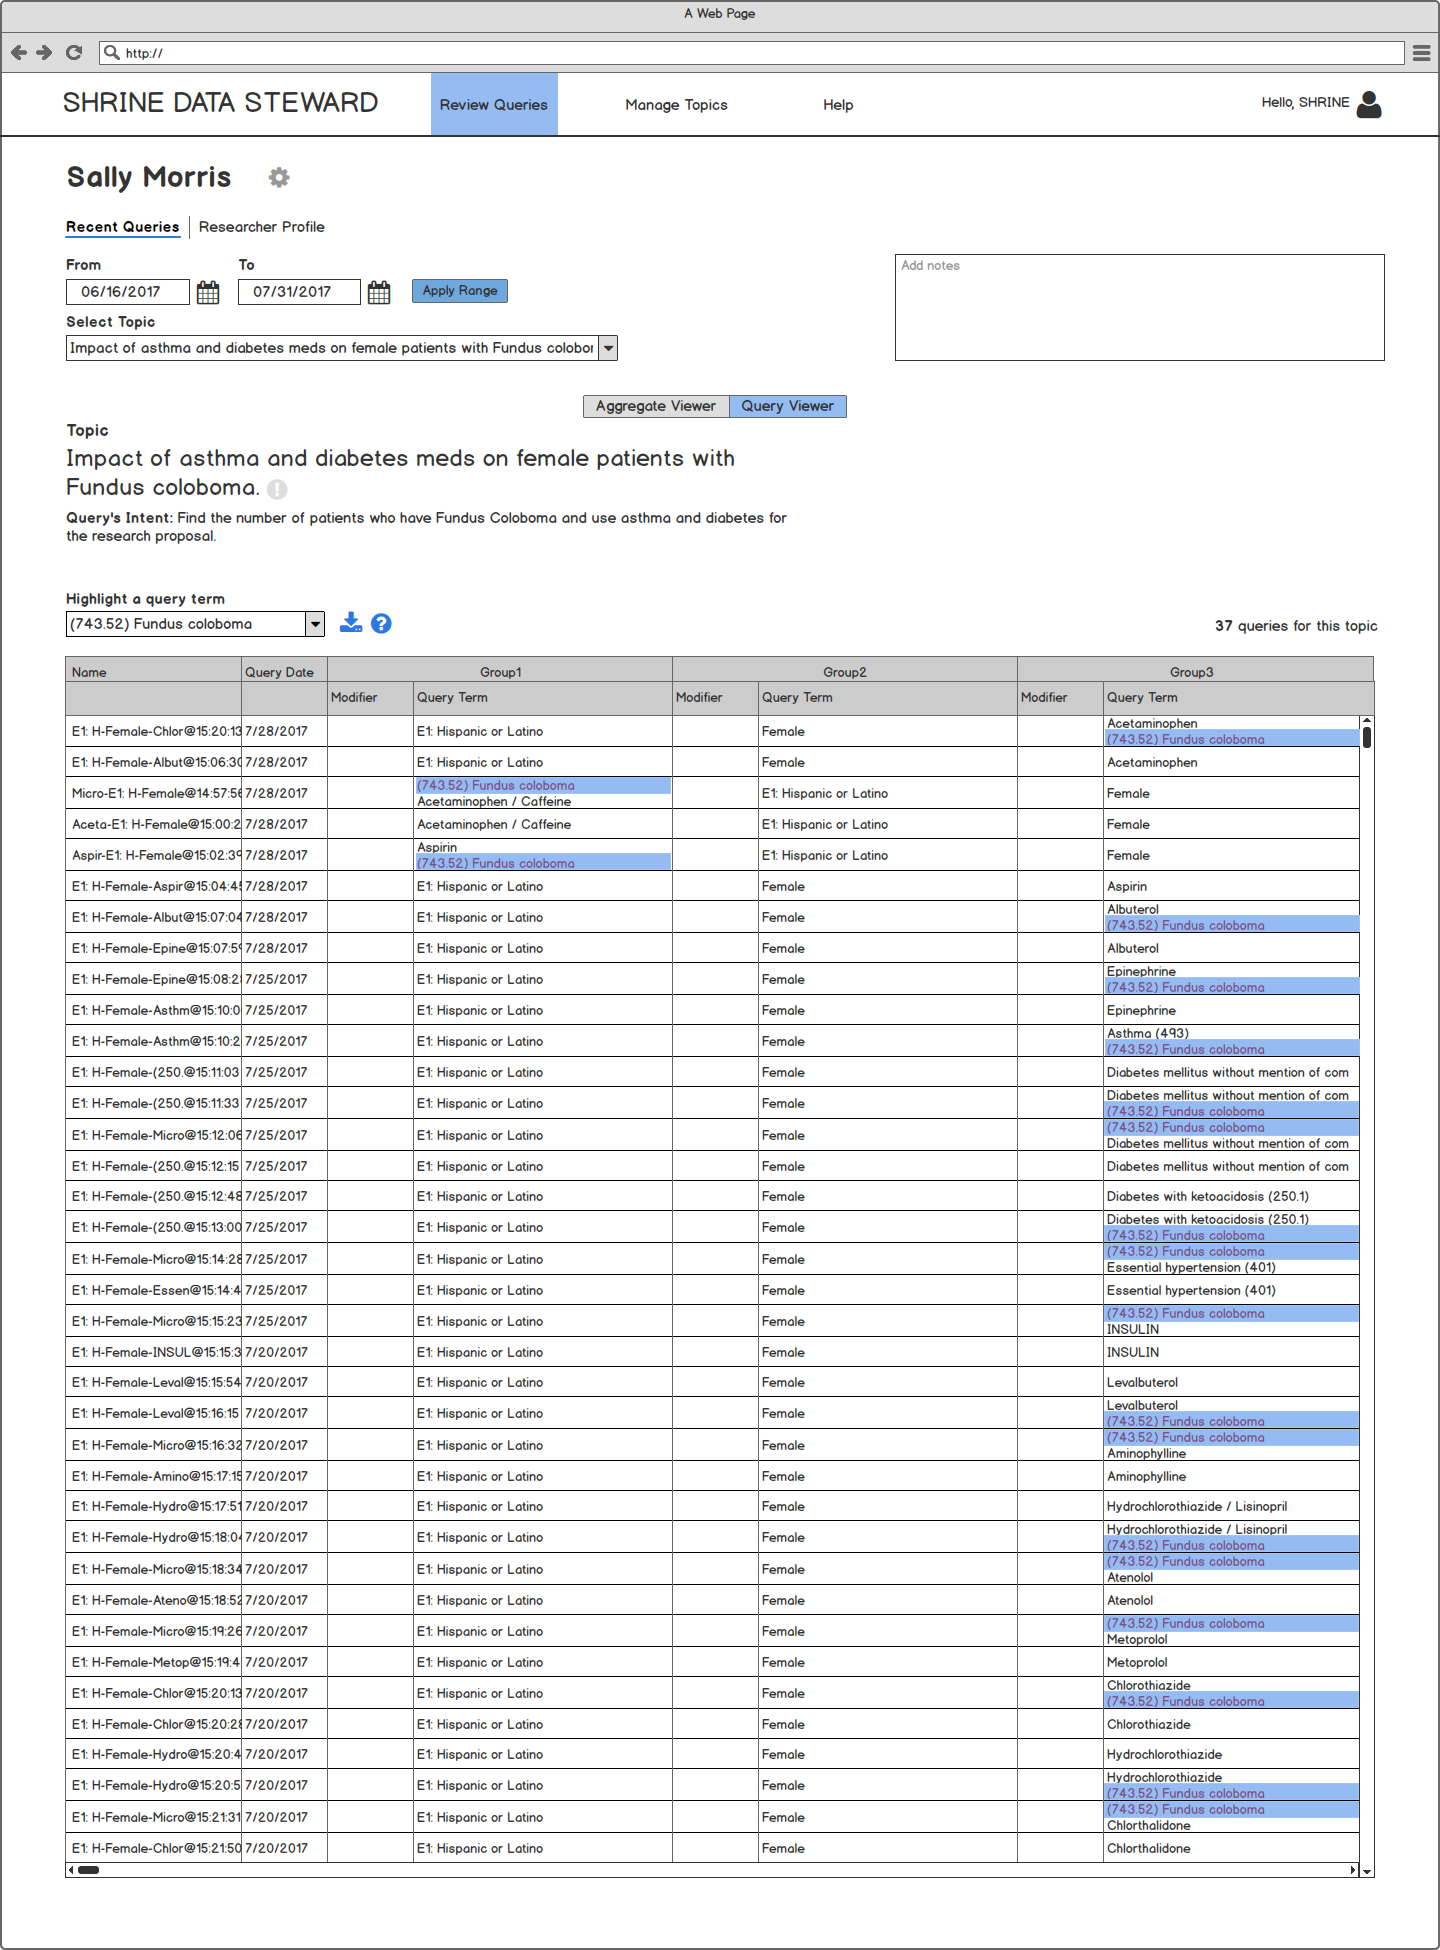 A Web Page
http://
SHRINE DATA STEWARD
Review Queries
Manage Topics
Help
Hello, SHRINE
Sally Morris
Recent Queries
Researcher Profile
From
To
06/16/2017
07/31/2017
Apply Range
Add notes
Select Topic
Impact of asthma and diabetes meds on female patients with Fundus colobor
Aggregate Viewer
Query Viewer
Topic
Impact of asthma and diabetes meds on female patients with
Fundus coloboma.
Query's Intent: Find the number of patients who have Fundus Coloboma and use asthma and diabetes for
the research proposal.
Highlight a query term
(743.52) Fundus coloboma
37 queries for this topic
Name Query Date Group1 Group2 Group3
Modifier Query Term Modifier Query Term Modifier Query Term
E1: H-Female-Chlor@15:20:13 7/28/2017 E1: Hispanic or Latino Female Acetaminophen
(743.52) Fundus coloboma
E1: H-Female-Albut@15:06:30 7/28/2017 E1: Hispanic or Latino Female Acetaminophen
Micro-E1: H-Female@14:57:56 7/28/2017 (743.52) Fundus coloboma
Acetaminophen / Caffeine E1: Hispanic or Latino Female
Aceta-E1: H-Female@15:00:2 7/28/2017 Acetaminophen / Caffeine E1: Hispanic or Latino Female
Aspir-E1: H-Female@15:02:39 7/28/2017 Aspirin
(743.52) Fundus coloboma E1: Hispanic or Latino Female
E1: H-Female-Aspir@15:04:45 7/28/2017 E1: Hispanic or Latino Female Aspirin
E1: H-Female-Albut@15:07:04 7/28/2017 E1: Hispanic or Latino Female Albuterol
(743.52) Fundus coloboma
E1: H-Female-Epine@15:07:59 7/28/2017 E1: Hispanic or Latino Female Albuterol
E1: H-Female-Epine@15:08:28 7/25/2017 E1: Hispanic or Latino Female Epinephrine
(743.52) Fundus coloboma
E1: H-Female-Asthm@15:10:0 7/25/2017 E1: Hispanic or Latino Female Epinephrine
E1: H-Female-Asthm@15:10:2 7/25/2017 E1: Hispanic or Latino Female Asthma (493)
(743.52) Fundus coloboma
E1: H-Female-(250.@15:11:03 7/25/2017 E1: Hispanic or Latino Female Diabetes mellitus without mention of com
E1: H-Female-(250.@15:11:33 7/25/2017 E1: Hispanic or Latino Female Diabetes mellitus without mention of com
(743.52) Fundus coloboma
E1: H-Female-Micro@15:12:06 7/25/2017 E1: Hispanic or Latino Female (743.52) Fundus coloboma
Diabetes mellitus without mention of com
E1: H-Female-(250.@15:12:15 7/25/2017 E1: Hispanic or Latino Female Diabetes mellitus without mention of com
E1: H-Female-(250.@15:12:48 7/25/2017 E1: Hispanic or Latino Female Diabetes with ketoacidosis (250.1)
E1: H-Female-(250.@15:13:00 7/25/2017 E1: Hispanic or Latino Female Diabetes with ketoacidosis (250.1)
(743.52) Fundus coloboma
E1: H-Female-Micro@15:14:28 7/25/2017 E1: Hispanic or Latino Female (743.52) Fundus coloboma
Essential hypertension (401)
E1: H-Female-Essen@15:14:4 7/25/2017 E1: Hispanic or Latino Female Essential hypertension (401)
E1: H-Female-Micro@15:15:23 7/25/2017 E1: Hispanic or Latino Female (743.52) Fundus coloboma
INSULIN
E1: H-Female-INSUL@15:15:3 7/20/2017 E1: Hispanic or Latino Female INSULIN
E1: H-Female-Leval@15:15:54 7/20/2017 E1: Hispanic or Latino Female Levalbuterol
E1: H-Female-Leval@15:16:15 7/20/2017 E1: Hispanic or Latino Female Levalbuterol
(743.52) Fundus coloboma
E1: H-Female-Micro@15:16:32 7/20/2017 E1: Hispanic or Latino Female (743.52) Fundus coloboma
Aminophylline
E1: H-Female-Amino@15:17:15 7/20/2017 E1: Hispanic or Latino Female Aminophylline
E1: H-Female-Hydro@15:17:51 7/20/2017 E1: Hispanic or Latino Female Hydrochlorothiazide / Lisinopril
E1: H-Female-Hydro@15:18:04 7/20/2017 E1: Hispanic or Latino Female Hydrochlorothiazide / Lisinopril
(743.52) Fundus coloboma
E1: H-Female-Micro@15:18:34 7/20/2017 E1: Hispanic or Latino Female (743.52) Fundus coloboma
Atenolol
E1: H-Female-Ateno@15:18:52 7/20/2017 E1: Hispanic or Latino Female Atenolol
E1: H-Female-Micro@15:19:26 7/20/2017 E1: Hispanic or Latino Female (743.52) Fundus coloboma
Metoprolol
E1: H-Female-Metop@15:19:4 7/20/2017 E1: Hispanic or Latino Female Metoprolol
E1: H-Female-Chlor@15:20:13 7/20/2017 E1: Hispanic or Latino Female Chlorothiazide
(743.52) Fundus coloboma
E1: H-Female-Chlor@15:20:28 7/20/2017 E1: Hispanic or Latino Female Chlorothiazide
E1: H-Female-Hydro@15:20:4 7/20/2017 E1: Hispanic or Latino Female Hydrochlorothiazide
E1: H-Female-Hydro@15:20:5 7/20/2017 E1: Hispanic or Latino Female Hydrochlorothiazide
(743.52) Fundus coloboma
E1: H-Female-Micro@15:21:31 7/20/2017 E1: Hispanic or Latino Female (743.52) Fundus coloboma
Chlorthalidone
E1: H-Female-Chlor@15:21:50 7/20/2017 E1: Hispanic or Latino Female Chlorthalidone